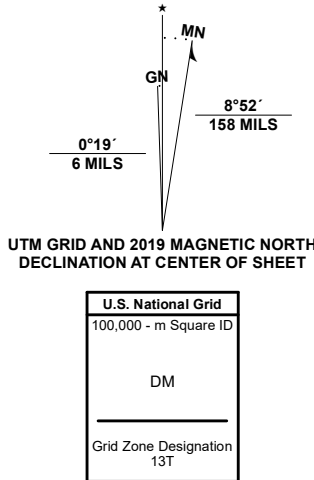 ★
MN
GN
8°52´
158 MILS
0°19´
6 MILS
UTM GRID AND 2019 MAGNETIC NORTH
DECLINATION AT CENTER OF SHEET
U.S. National Grid
100,000 - m Square ID
DM
Grid Zone Designation
13T